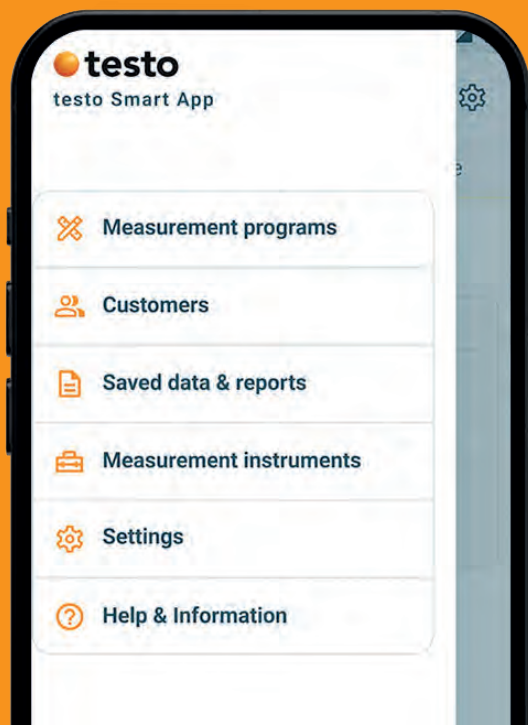 testo
testo Smart App
Measurement programs
Customers
Saved data & reports
Measurement instruments
Settings
Help & Information